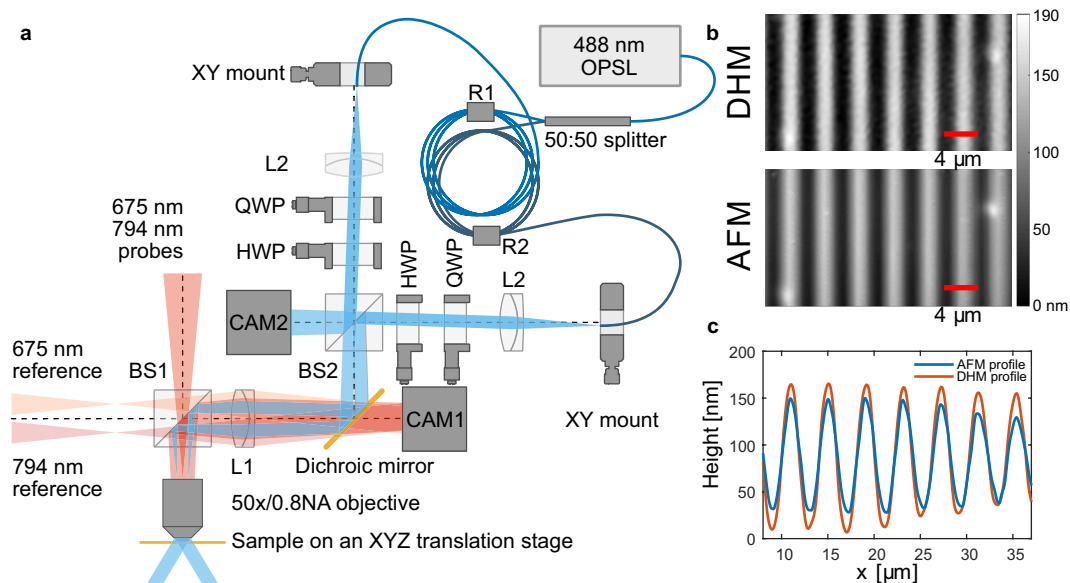 a
488 nm
OPSL
XY mount
R1
50:50 splitter
L2
QWP
HWP
R2
675 nm
794 nm
probes
HWP
QWP
L2
CAM2
675 nm
reference
BS1
BS2
CAM1
XY mount
794 nm
reference
L1
Dichroic mirror
50x/0.8NA objective
Sample on an XYZ translation stage
b
DHM
4 µm
AFM
4 µm
190
150
100
50
0 nm
c
AFM profile
DHM profile
Height [nm]
200
150
100
50
0
10
15
20
25
30
35
x [µm]